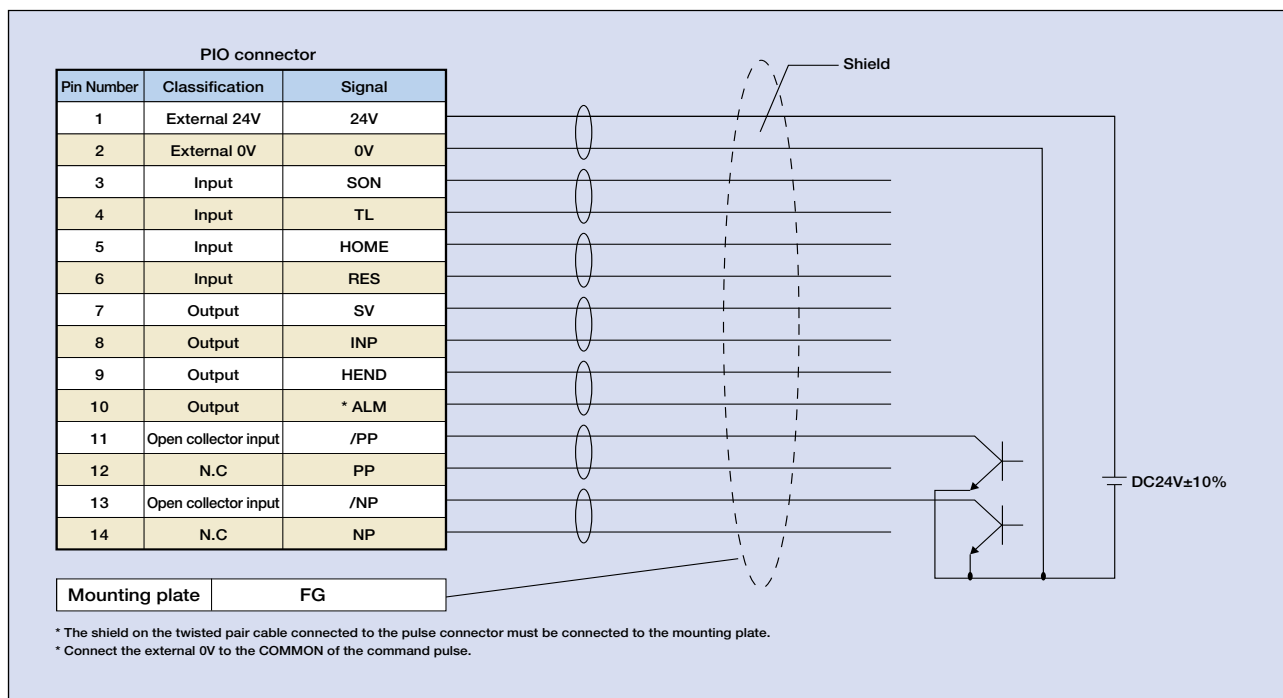 PIO connector
Shield
Pin Number Classification Signal
1 External 24V 24V
2 External 0V 0V
3 Input SON
4 Input TL
5 Input HOME
6 Input RES
7 Output SV
8 Output INP
9 Output HEND
10 Output * ALM
11 Open collector input /PP
12 N.C PP
13 Open collector input /NP
14 N.C NP
DC24V±10%
Mounting plate FG
* The shield on the twisted pair cable connected to the pulse connector must be connected to the mounting plate.
* Connect the external 0V to the COMMON of the command pulse.